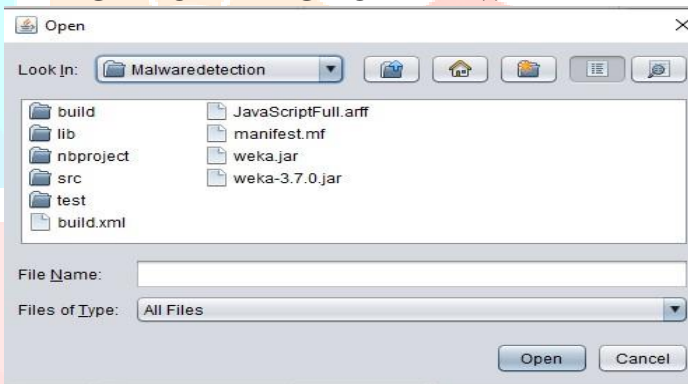 Open
Look In: Malwaredetection
build
lib
nbproject
src
test
build.xml
JavaScriptFull.arff
manifest.mf
weka.jar
weka-3.7.0.jar
File Name:
Files of Type: All Files
Open Cancel